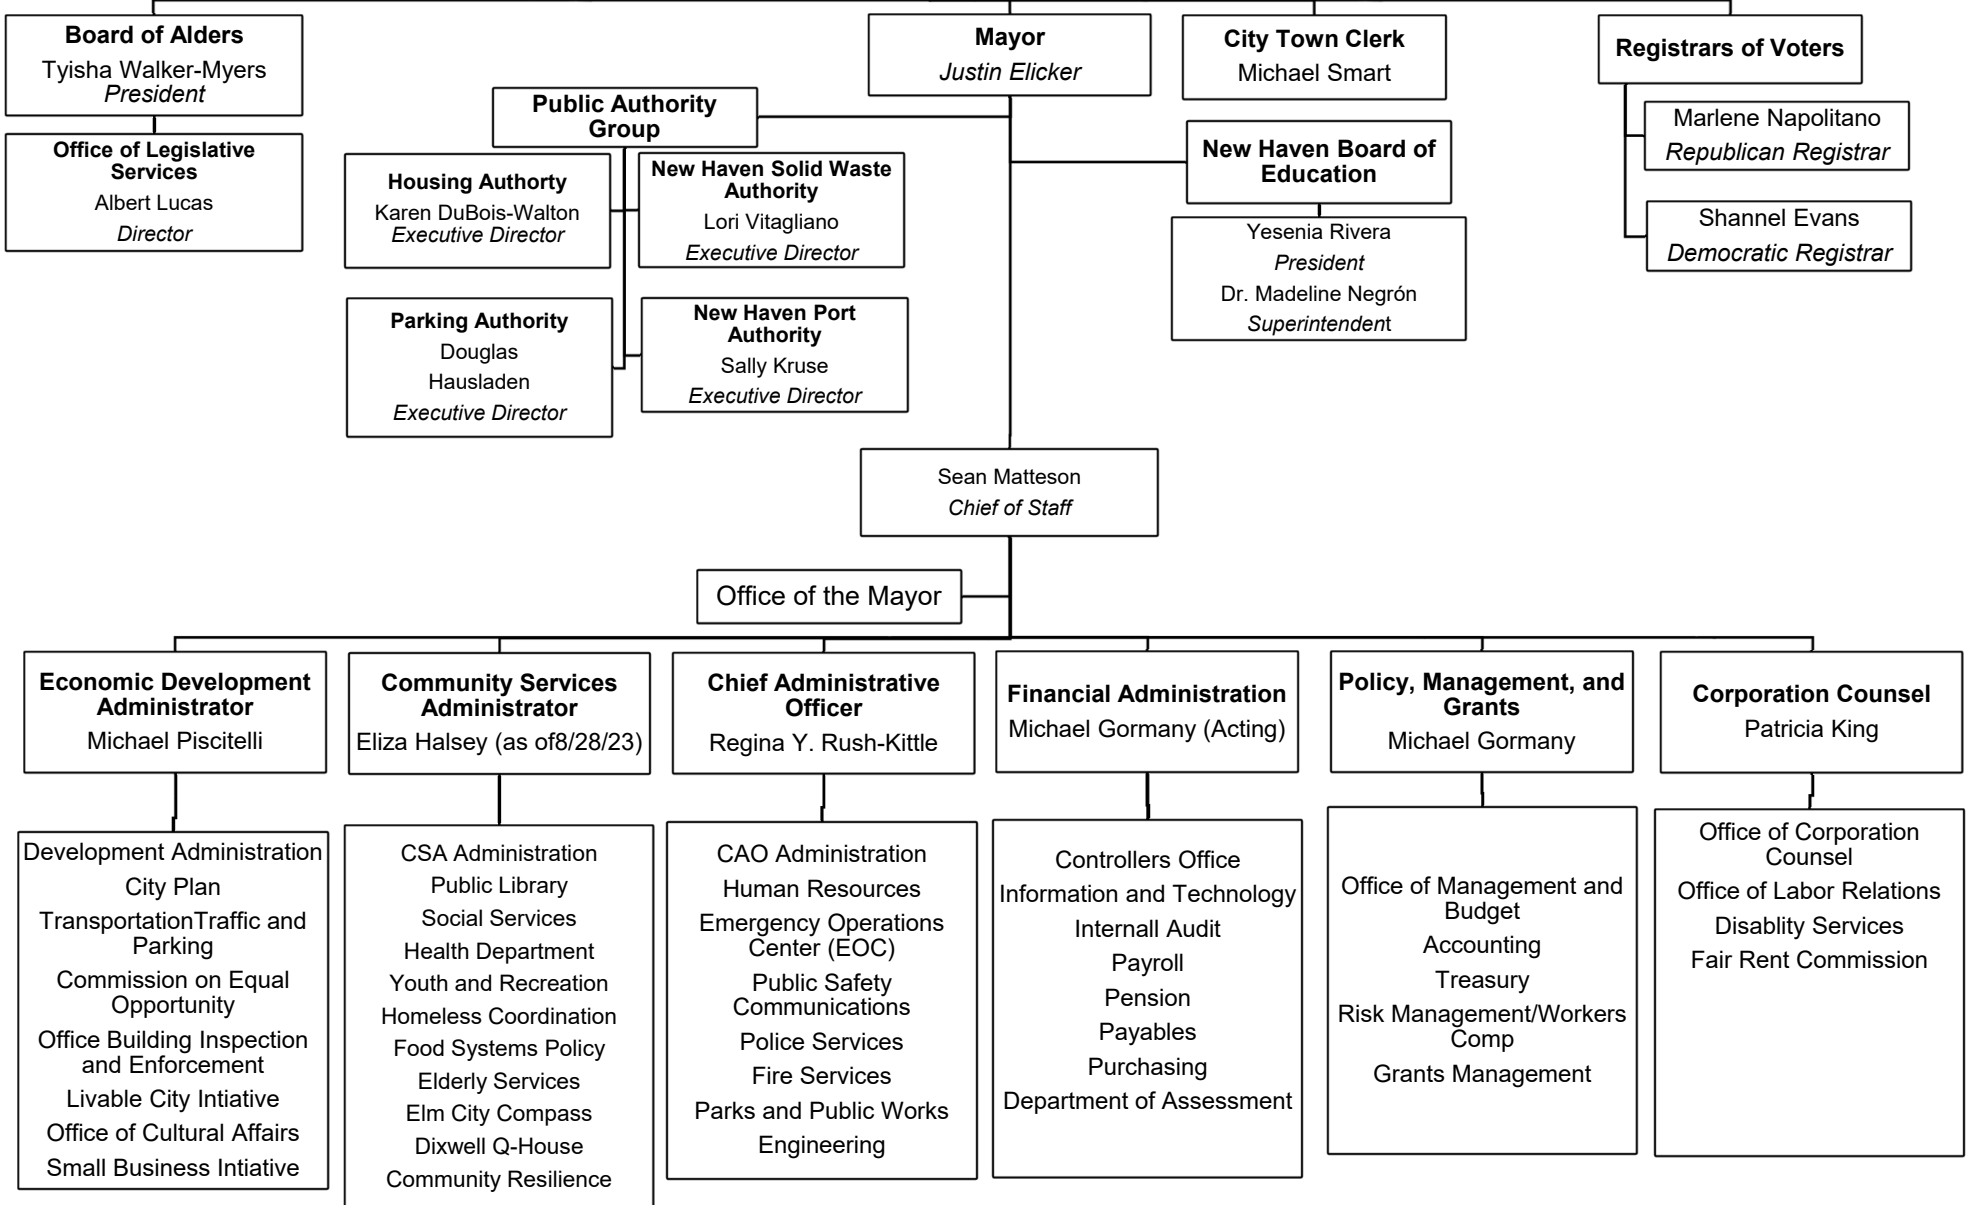 Board of Alders
Tyisha Walker-Myers
President
Office of Legislative
Services
Albert Lucas
Director
Mayor
Justin Elicker
City Town Clerk
Michael Smart
Registrars of Voters
Marlene Napolitano
Republican Registrar
Shannel Evans
Democratic Registrar
Public Authority
Group
Housing Authorty
Karen DuBois-Walton
Executive Director
New Haven Solid Waste
Authority
Lori Vitagliano
Executive Director
Parking Authority
Douglas
Hausladen
Executive Director
New Haven Port
Authority
Sally Kruse
Executive Director
New Haven Board of
Education
Yesenia Rivera
President
Dr. Madeline Negrón
Superintendent
Sean Matteson
Chief of Staff
Office of the Mayor
Economic Development
Administrator
Michael Piscitelli
Development Administration
City Plan
TransportationTraffic and
Parking
Commission on Equal
Opportunity
Office Building Inspection
and Enforcement
Livable City Intiative
Office of Cultural Affairs
Small Business Intiative
Community Services
Administrator
Eliza Halsey (as of8/28/23)
CSA Administration
Public Library
Social Services
Health Department
Youth and Recreation
Homeless Coordination
Food Systems Policy
Elderly Services
Elm City Compass
Dixwell Q-House
Community Resilience
Chief Administrative
Officer
Regina Y. Rush-Kittle
CAO Administration
Human Resources
Emergency Operations
Center (EOC)
Public Safety
Communications
Police Services
Fire Services
Parks and Public Works
Engineering
Financial Administration
Michael Gormany (Acting)
Controllers Office
Information and Technology
Internall Audit
Payroll
Pension
Payables
Purchasing
Department of Assessment
Policy, Management, and
Grants
Michael Gormany
Office of Management and
Budget
Accounting
Treasury
Risk Management/Workers
Comp
Grants Management
Corporation Counsel
Patricia King
Office of Corporation
Counsel
Office of Labor Relations
Disablity Services
Fair Rent Commission